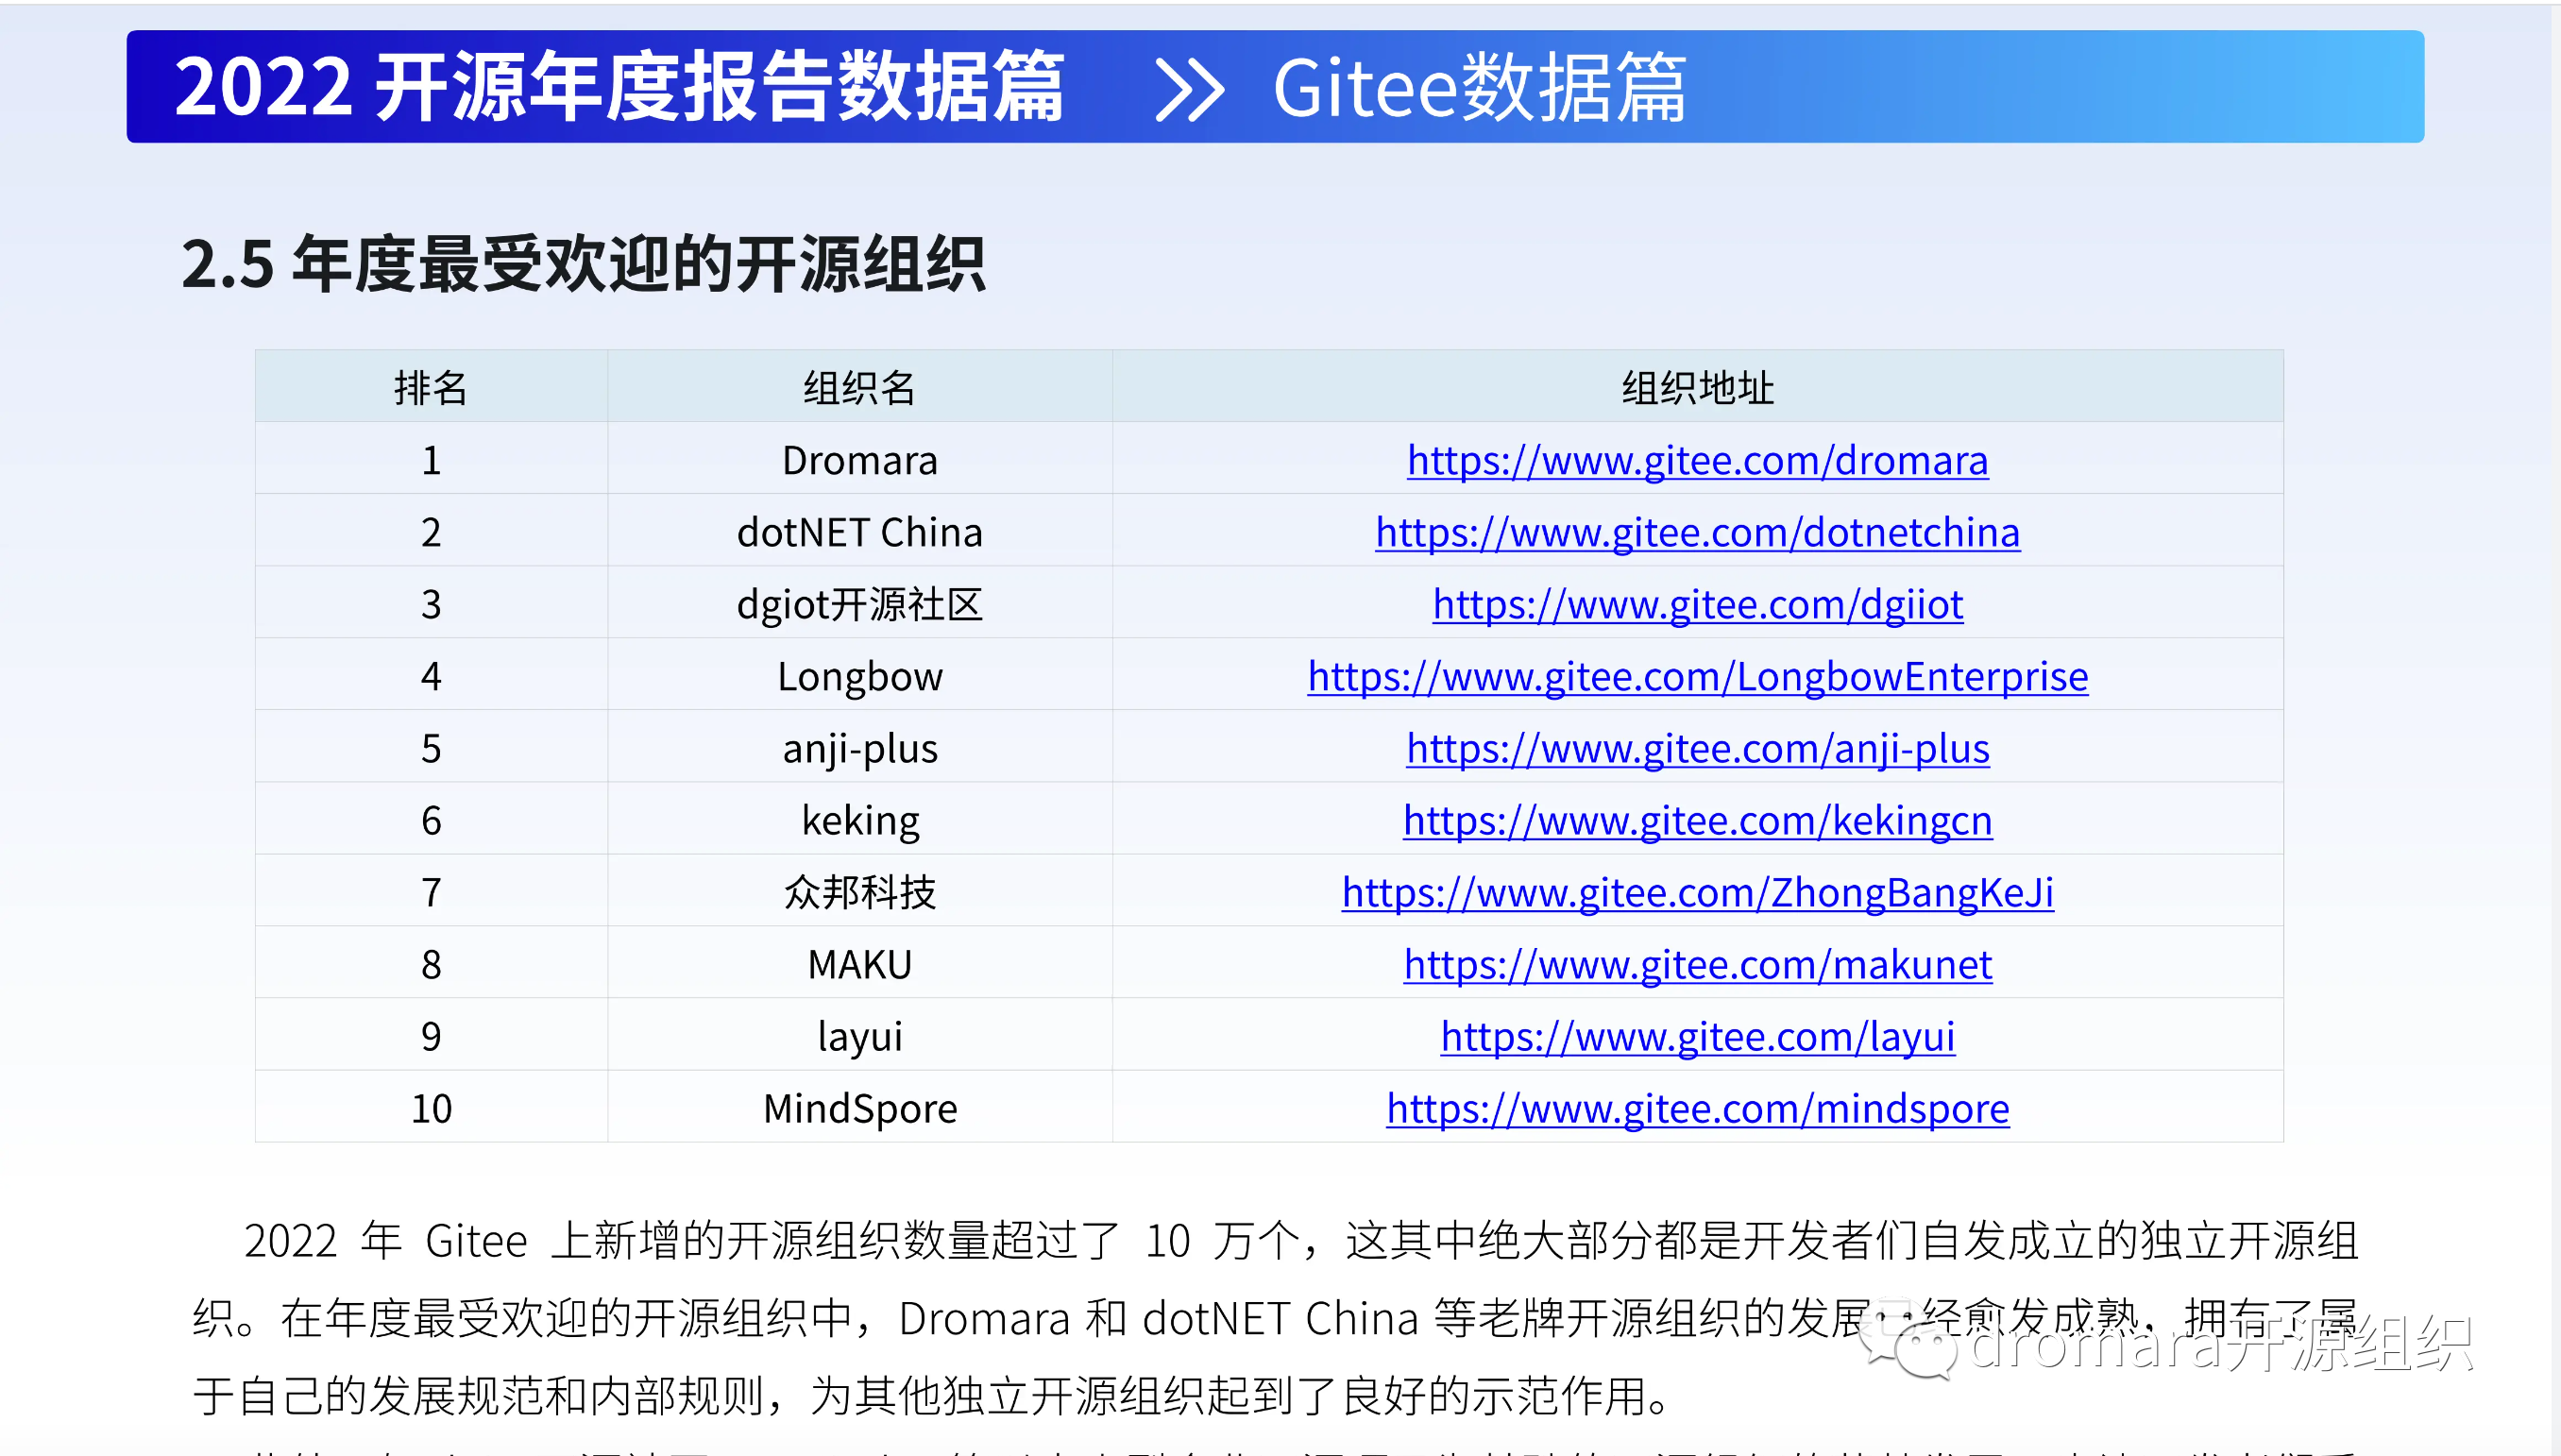 2022 开源年度报告数据篇 >> Gitee数据篇
2.5 年度最受欢迎的开源组织
排名 组织名 组织地址
1 Dromara https://www.gitee.com/dromara
2 dotNET China https://www.gitee.com/dotnetchina
3 dgiot开源社区 https://www.gitee.com/dgiiot
4 Longbow https://www.gitee.com/LongbowEnterprise
5 anji-plus https://www.gitee.com/anji-plus
6 keking https://www.gitee.com/kekingcn
7 众邦科技 https://www.gitee.com/ZhongBangKeJi
8 MAKU https://www.gitee.com/makunet
9 layui https://www.gitee.com/layui
10 MindSpore https://www.gitee.com/mindspore
2022 年 Gitee 上新增的开源组织数量超过了 10 万个，这其中绝大部分都是开发者们自发成立的独立开源组
织。在年度最受欢迎的开源组织中，Dromara 和 dotNET China 等老牌开源组织的发展已经愈发成熟，拥有了属
于自己的发展规范和内部规则，为其他独立开源组织起到了良好的示范作用。
dromara开源组织